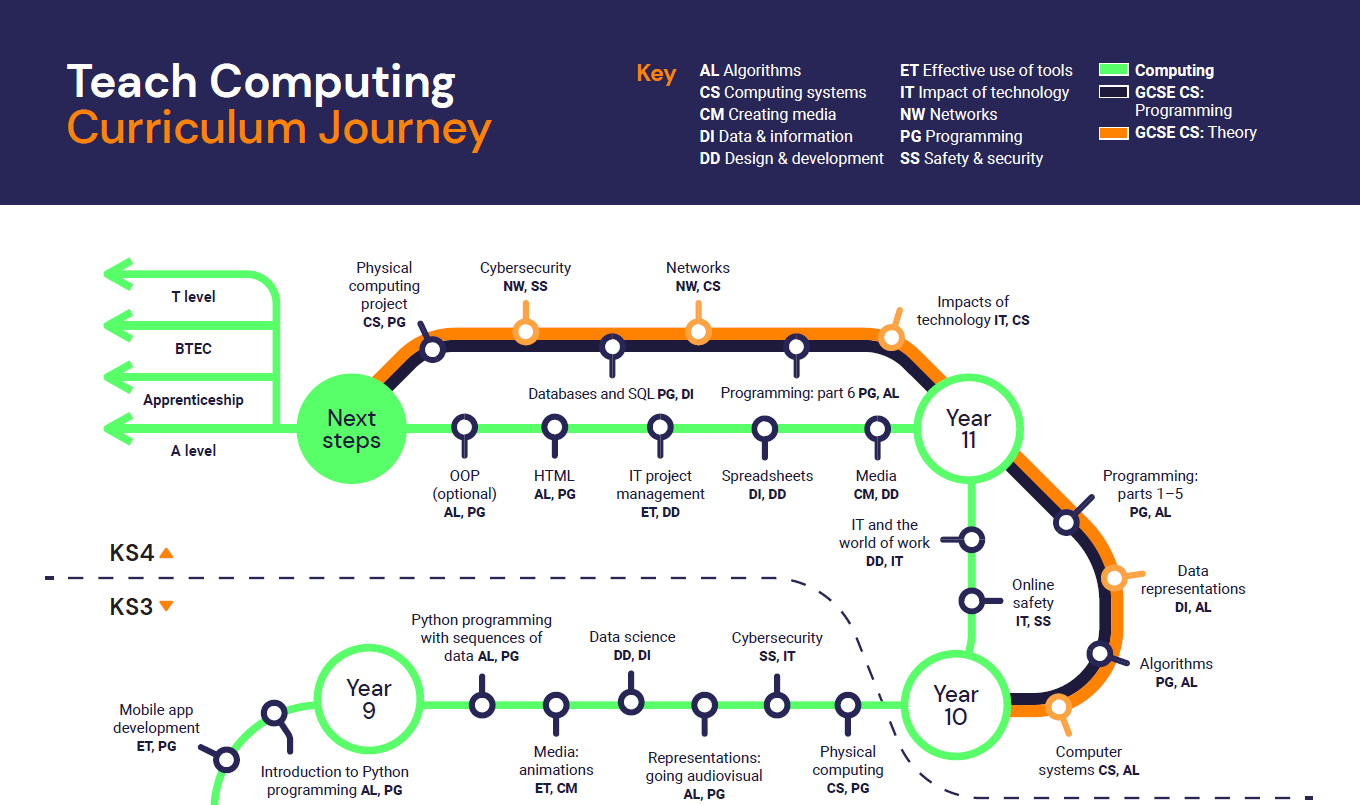 Teach Computing
Curriculum Journey
Key
AL Algorithms
CS Computing systems
CM Creating media
DI Data & information
DD Design & development
ET Effective use of tools
IT Impact of technology
NW Networks
PG Programming
SS Safety & security
Computing
GCSE CS:
Programming
GCSE CS: Theory
T level
BTEC
Apprenticeship
A level
Next
steps
Physical
computing
project
CS, PG
Cybersecurity
NW, SS
Networks
NW, CS
Impacts of
technology IT, CS
Databases and SQL PG, DI
Programming: part 6 PG, AL
Year
11
OOP
(optional)
AL, PG
HTML
AL, PG
IT project
management
ET, DD
Spreadsheets
DI, DD
Media
CM, DD
Programming:
parts 1–5
PG, AL
IT and the
world of work
DD, IT
Data
representations
DI, AL
Online
safety
IT, SS
Algorithms
PG, AL
KS4
KS3
Python programming
with sequences of
data AL, PG
Data science
DD, DI
Cybersecurity
SS, IT
Year
9
Year
10
Mobile app
development
ET, PG
Introduction to Python
programming AL, PG
Media:
animations
ET, CM
Representations:
going audiovisual
AL, PG
Physical
computing
CS, PG
Computer
systems CS, AL